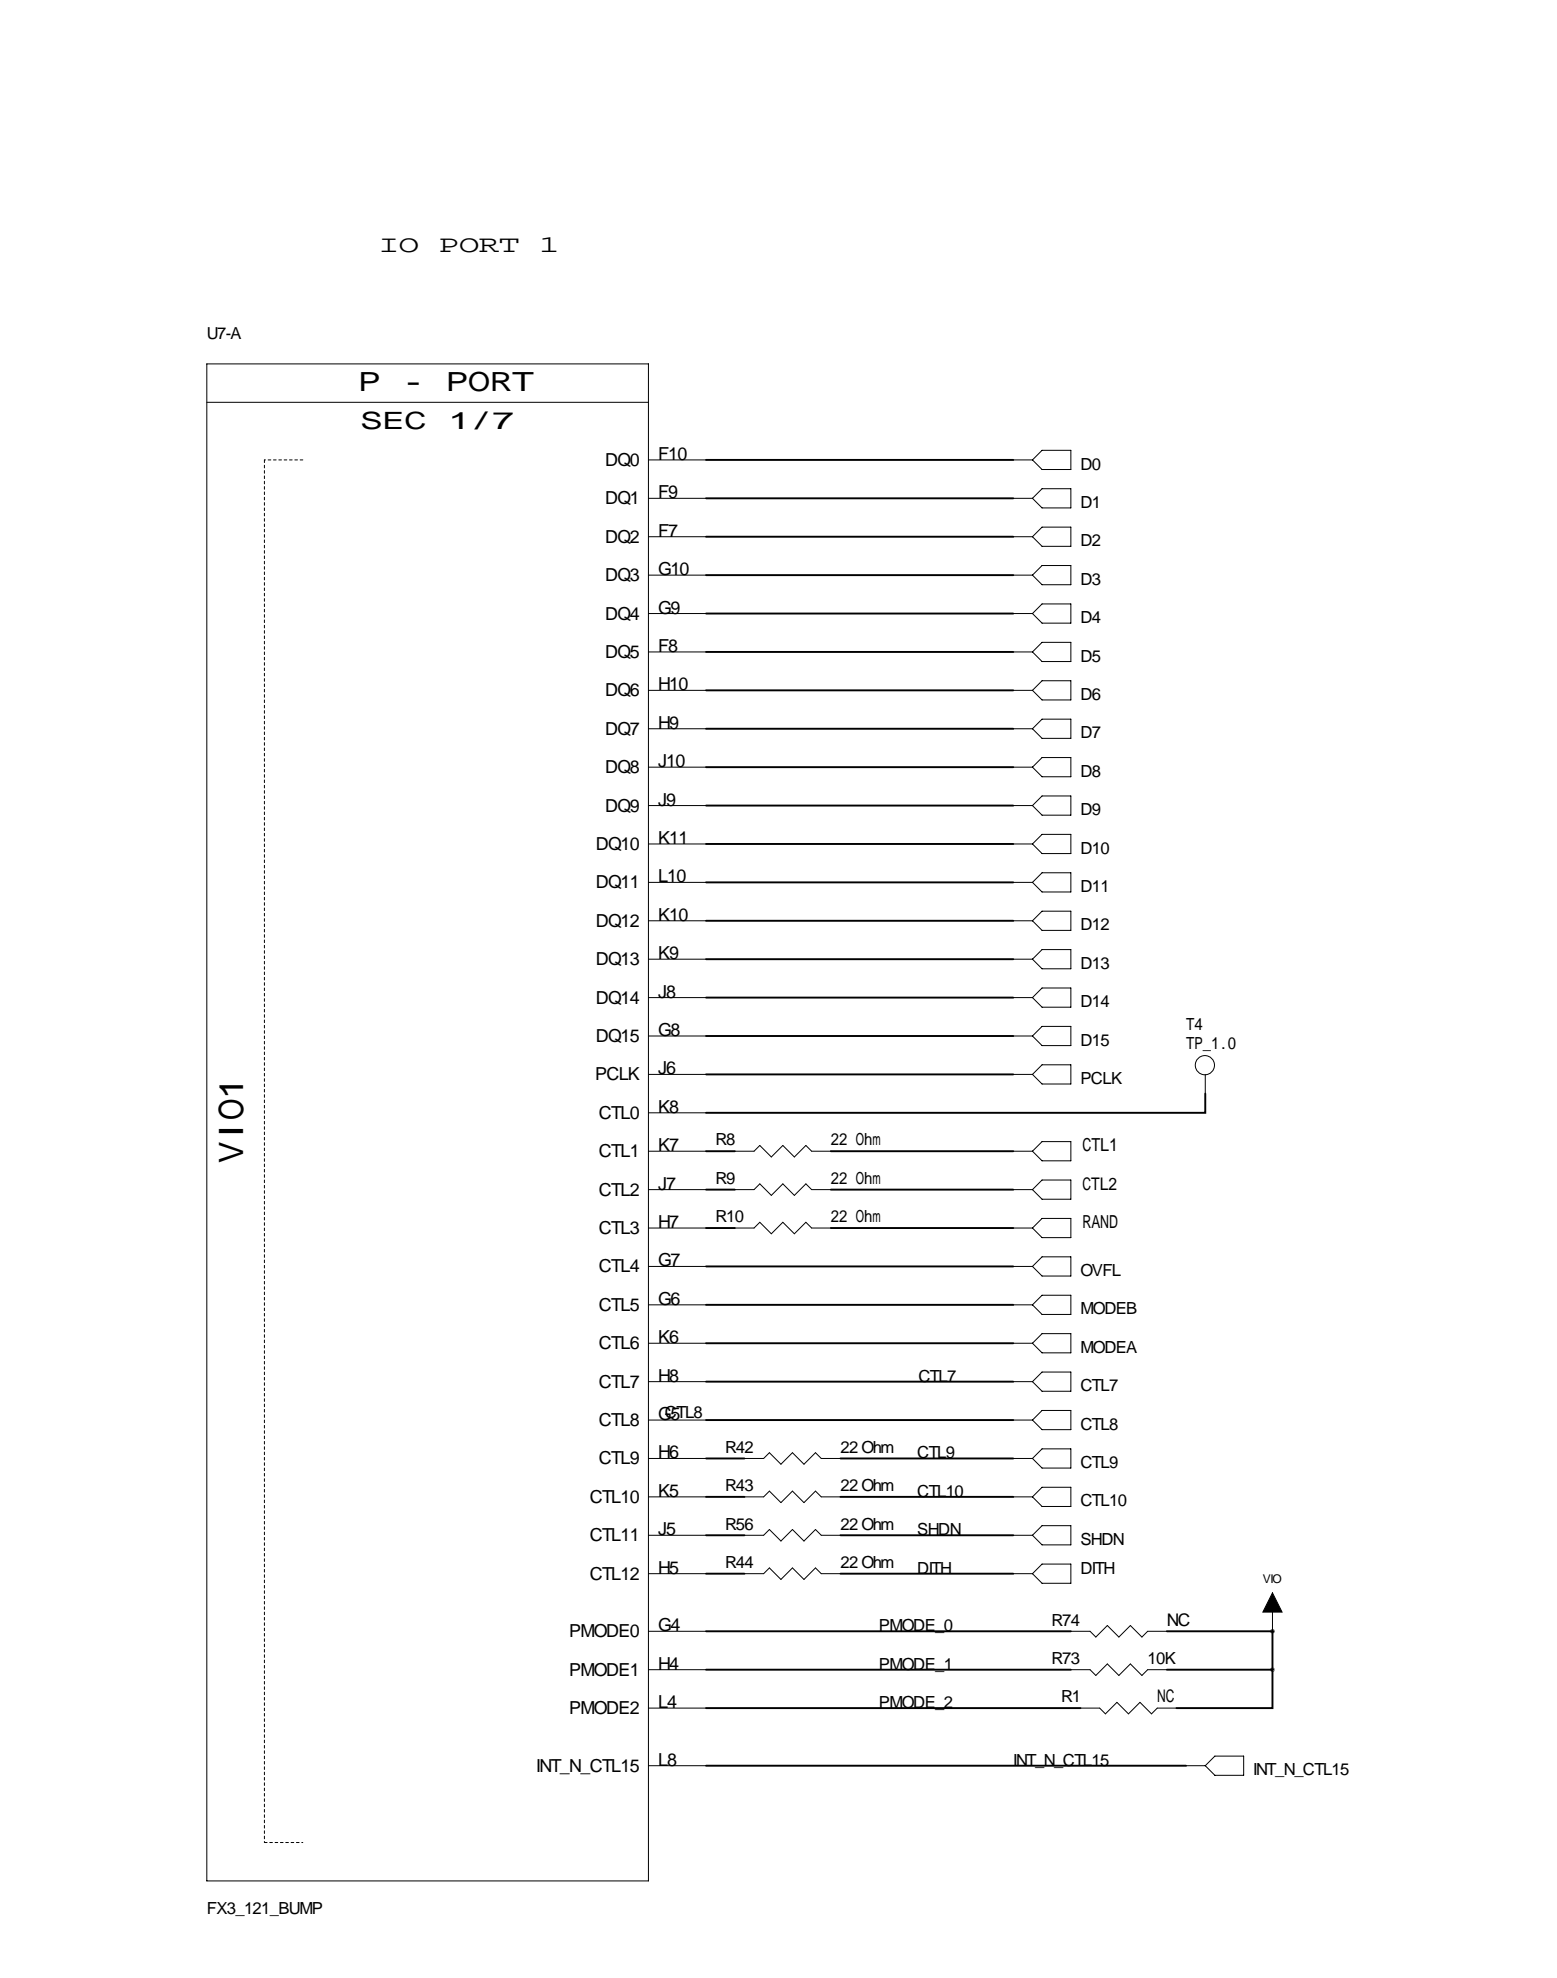 IO PORT 1
U7-A
P - PORT
SEC 1/7
VIO1
DQ0 F10 D0
DQ1 F9 D1
DQ2 F7 D2
DQ3 G10 D3
DQ4 G9 D4
DQ5 F8 D5
DQ6 H10 D6
DQ7 H9 D7
DQ8 J10 D8
DQ9 J9 D9
DQ10 K11 D10
DQ11 L10 D11
DQ12 K10 D12
DQ13 K9 D13
DQ14 J8 D14
T4
DQ15 G8 D15 TP_1.0
PCLK J6 PCLK
CTL0 K8
CTL1 K7 R8 22 Ohm CTL1
CTL2 J7 R9 22 Ohm CTL2
CTL3 H7 R10 22 Ohm RAND
CTL4 G7 OVFL
CTL5 G6 MODEB
CTL6 K6 MODEA
CTL7 H8 CTL7 CTL7
CTL8 G5 CTL8 CTL8
CTL9 H6 R42 22 Ohm CTL9 CTL9
CTL10 K5 R43 22 Ohm CTL10 CTL10
CTL11 J5 R56 22 Ohm SHDN SHDN
CTL12 H5 R44 22 Ohm DITH DITH
VIO
PMODE0 G4 PMODE_0 R74 NC
PMODE1 H4 PMODE_1 R73 10K
PMODE2 L4 PMODE_2 R1 NC
INT_N_CTL15 L8 INT_N_CTL15 INT_N_CTL15
FX3_121_BUMP